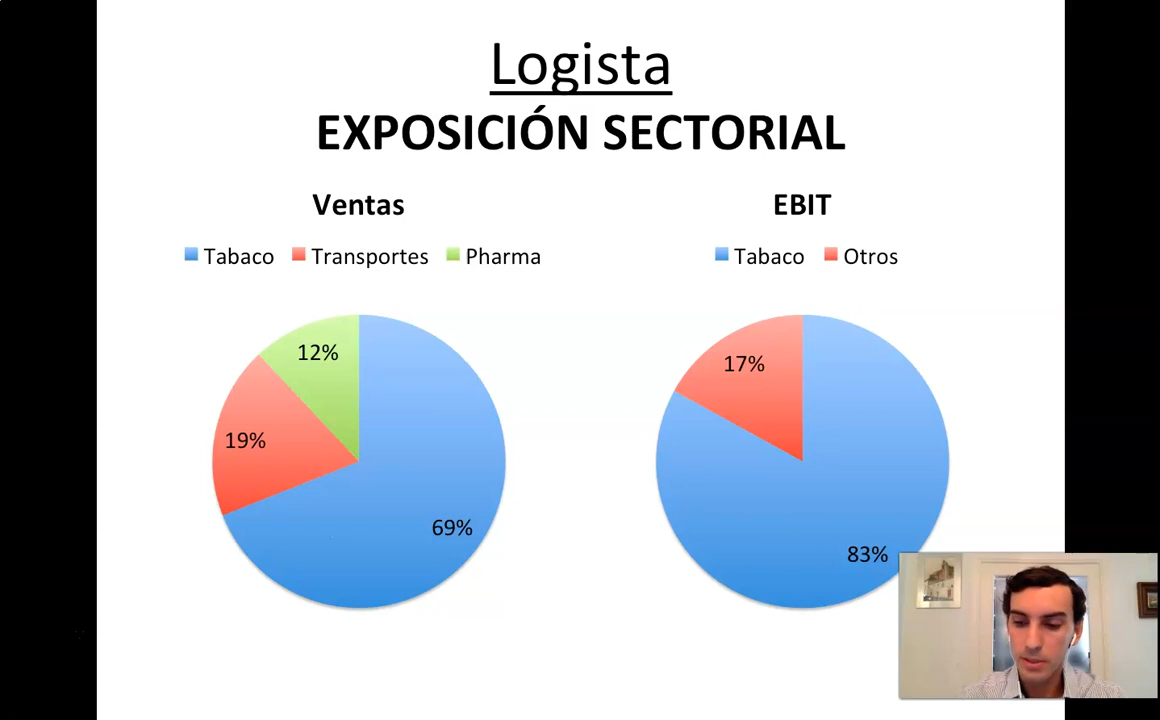 Logista
EXPOSICIÓN SECTORIAL
Ventas
Tabaco Transportes Pharma
12%
19%
69%
EBIT
Tabaco Otros
17%
83%